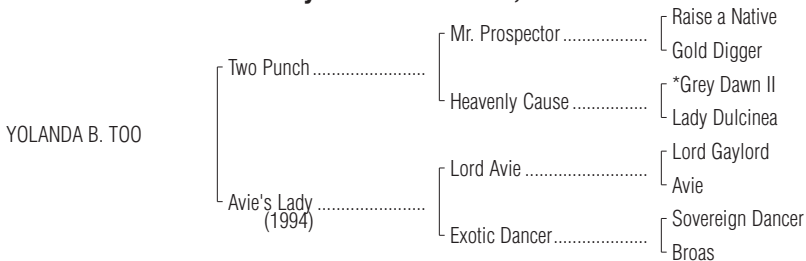 Raise a Native
Mr. Prospector
Gold Digger
Two Punch
*Grey Dawn II
Heavenly Cause
Lady Dulcinea
YOLANDA B. TOO
Lord Gaylord
Lord Avie
Avie
Avie's Lady
(1994)
Sovereign Dancer
Exotic Dancer
Broas